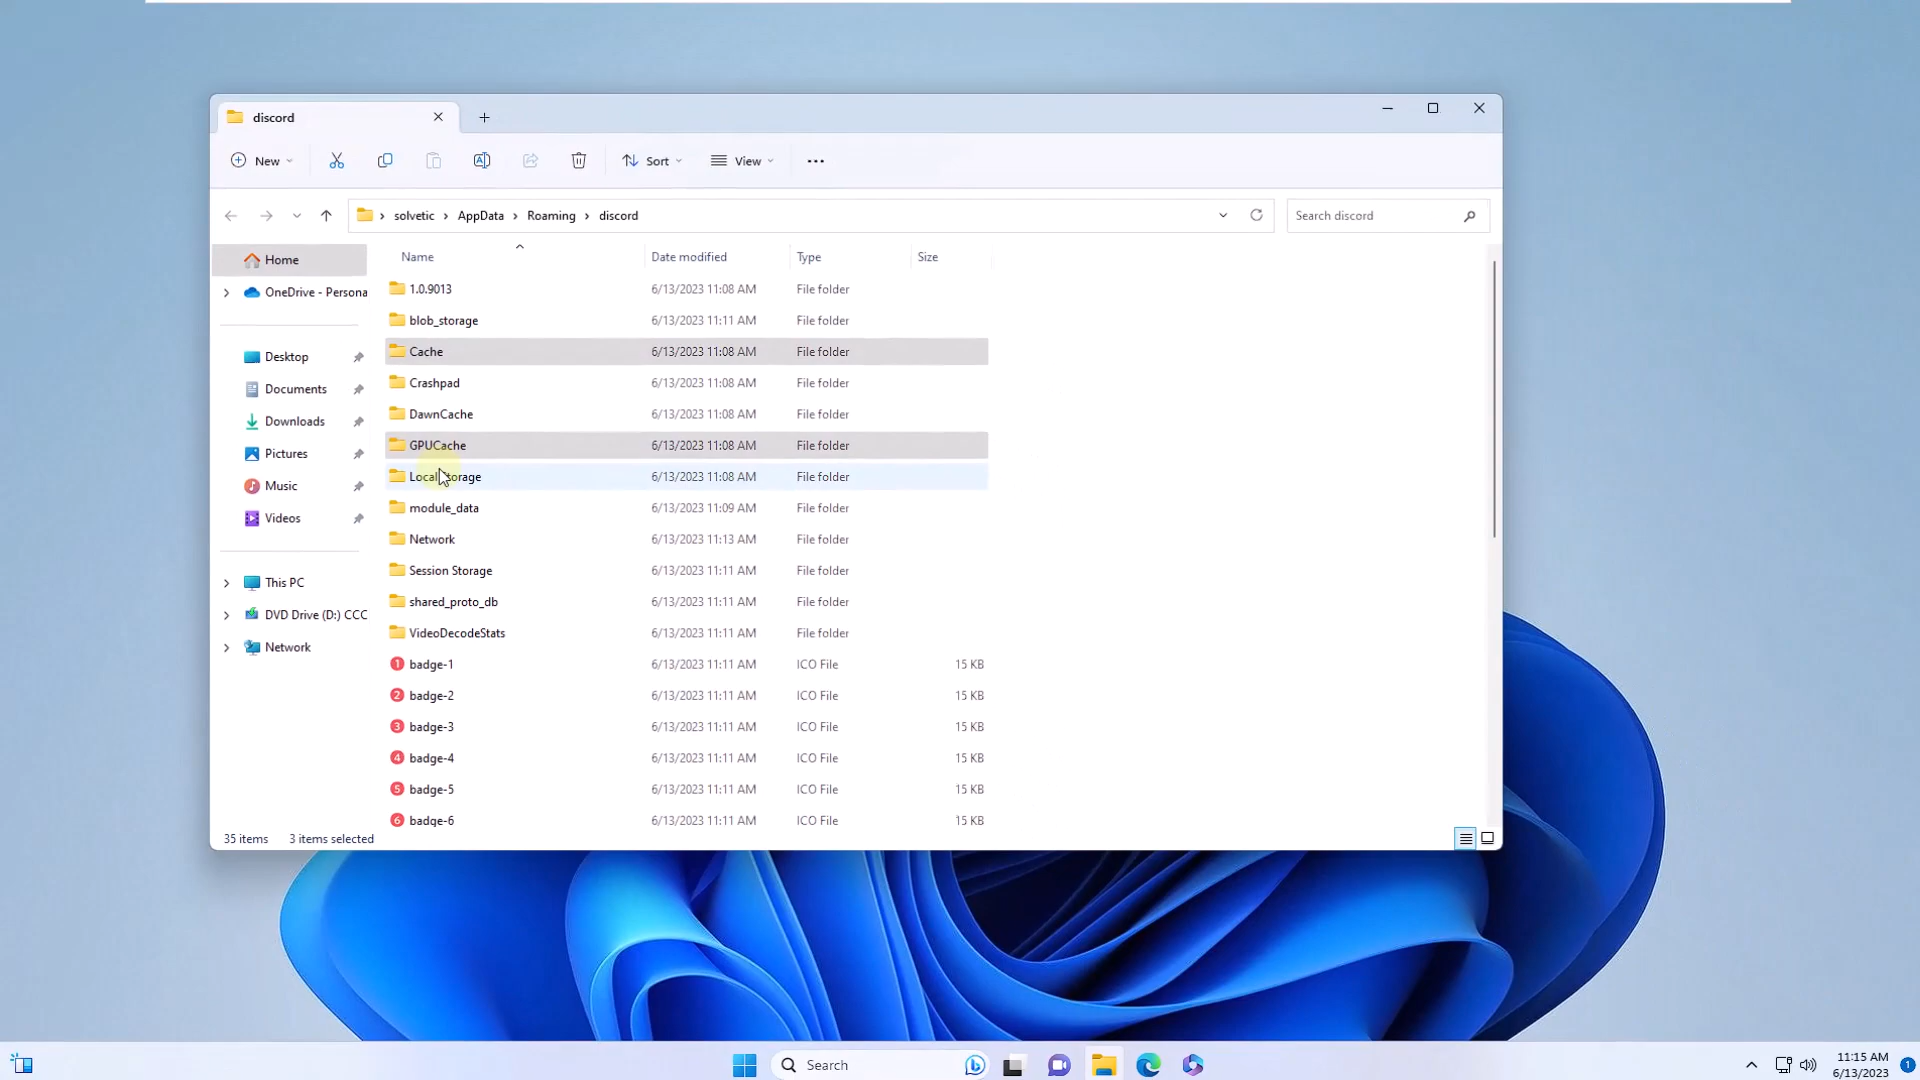 discord
New
Sort
View
solvetic > AppData > Roaming > discord
Search discord
Home
OneDrive - Persona
Desktop
Documents
Downloads
Pictures
Music
Videos
This PC
DVD Drive (D:) CCC
Network
Name Date modified Type Size
1.0.9013 6/13/2023 11:08 AM File folder
blob_storage 6/13/2023 11:11 AM File folder
Cache 6/13/2023 11:08 AM File folder
Crashpad 6/13/2023 11:08 AM File folder
DawnCache 6/13/2023 11:08 AM File folder
GPUCache 6/13/2023 11:08 AM File folder
Local Storage 6/13/2023 11:08 AM File folder
module_data 6/13/2023 11:09 AM File folder
Network 6/13/2023 11:13 AM File folder
Session Storage 6/13/2023 11:11 AM File folder
shared_proto_db 6/13/2023 11:11 AM File folder
VideoDecodeStats 6/13/2023 11:11 AM File folder
1 badge-1 6/13/2023 11:11 AM ICO File 15 KB
2 badge-2 6/13/2023 11:11 AM ICO File 15 KB
3 badge-3 6/13/2023 11:11 AM ICO File 15 KB
4 badge-4 6/13/2023 11:11 AM ICO File 15 KB
5 badge-5 6/13/2023 11:11 AM ICO File 15 KB
6 badge-6 6/13/2023 11:11 AM ICO File 15 KB
35 items 3 items selected
Search
11:15 AM
6/13/2023
1